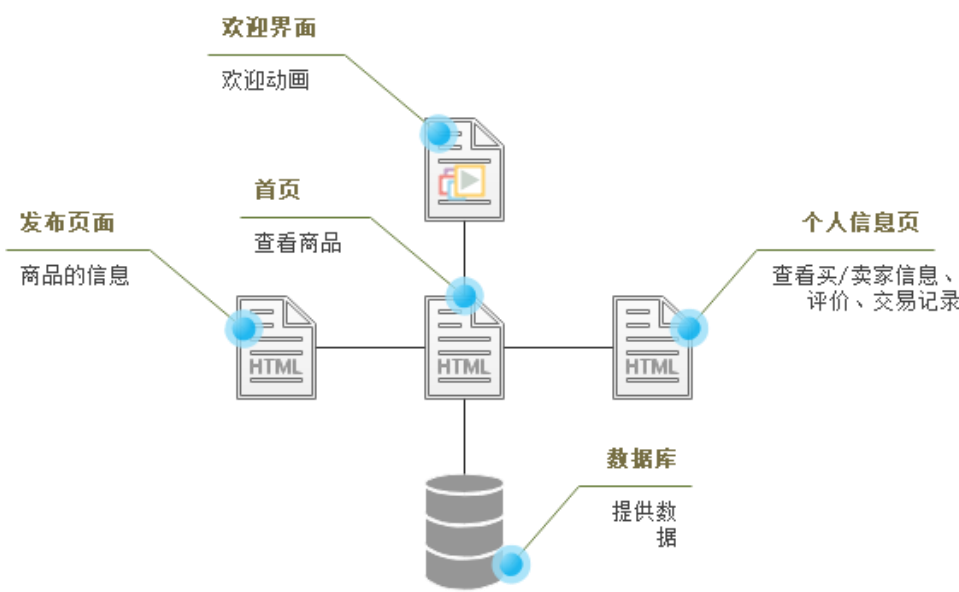 欢迎界面
欢迎动画
首页
查看商品
发布页面
商品的信息
个人信息页
查看买/卖家信息、
评价、交易记录
HTML
HTML
HTML
数据库
提供数
据